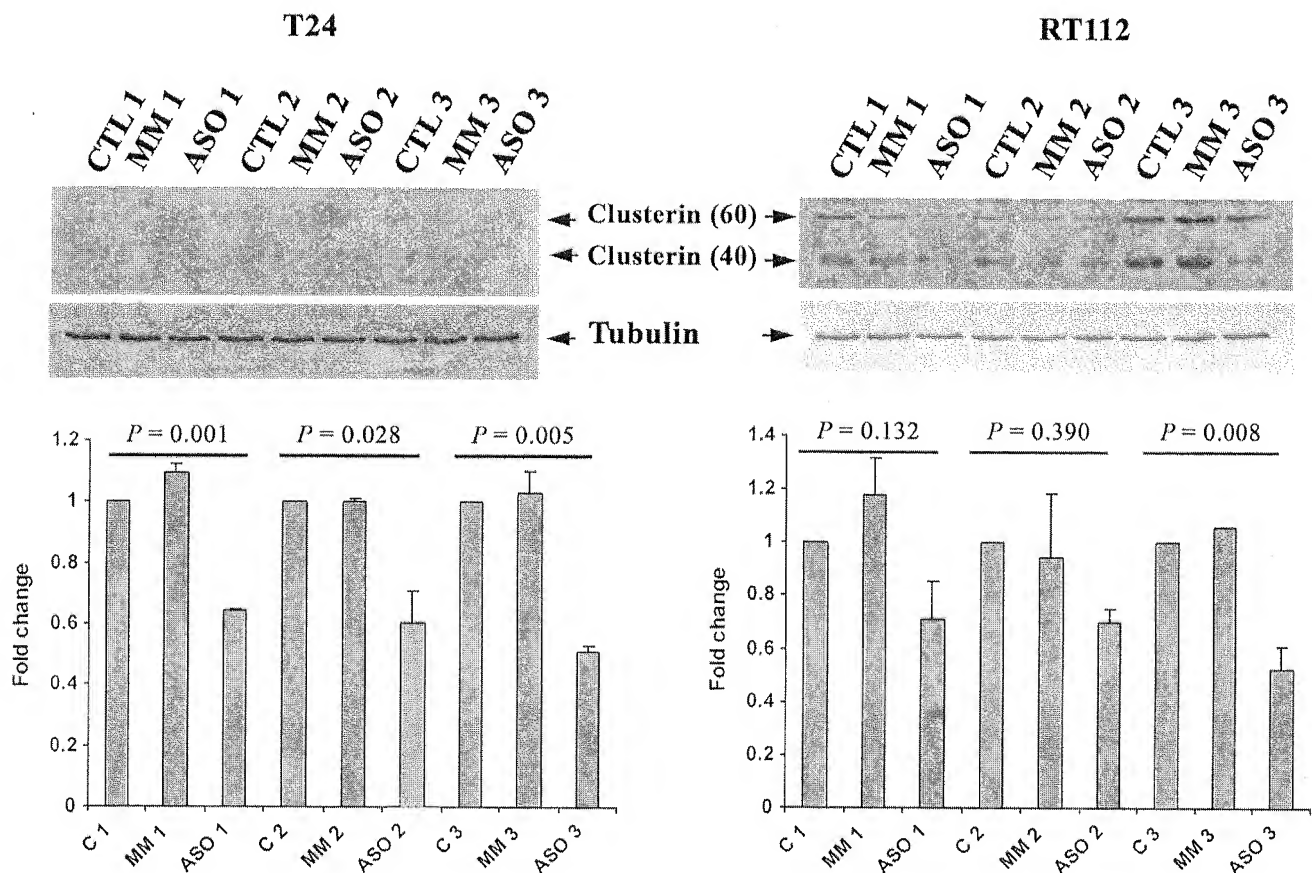 T24
RT112
CTL 1 MM 1 ASO 1 CTL 2 MM 2 ASO 2 CTL 3 MM 3 ASO 3
CTL 1 MM 1 ASO 1 CTL 2 MM 2 ASO 2 CTL 3 MM 3 ASO 3
Clusterin (60)
Clusterin (40)
Tubulin
P = 0.001 P = 0.028 P = 0.005
1.2
1
0.8
0.6
0.4
0.2
0
Fold change
C 1 MM 1 ASO 1 C 2 MM 2 ASO 2 C 3 MM 3 ASO 3
P = 0.132 P = 0.390 P = 0.008
1.4
1.2
1
0.8
0.6
0.4
0.2
0
Fold change
C 1 MM 1 ASO 1 C 2 MM 2 ASO 2 C 3 MM 3 ASO 3